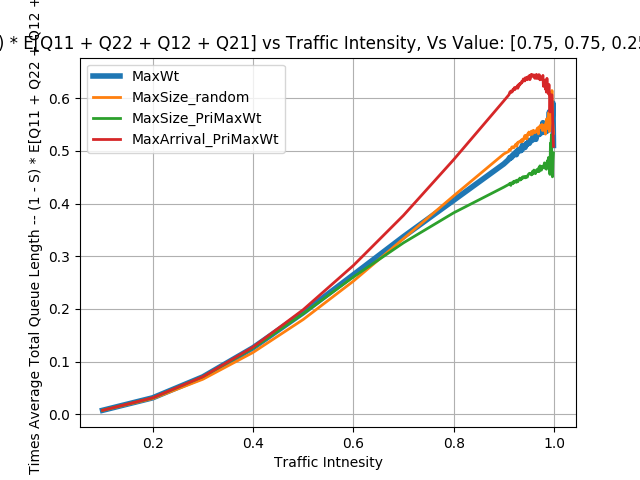 ) * E[Q11 + Q22 + Q12 + Q21] vs Traffic Intensity, Vs Value: [0.75, 0.75, 0.25
MaxWt
MaxSize_random
MaxSize_PriMaxWt
MaxArrival_PriMaxWt
Times Average Total Queue Length -- (1 - S) * E[Q11 + Q22 + Q12 +
0.6
0.5
0.4
0.3
0.2
0.1
0.0
0.2 0.4 0.6 0.8 1.0
Traffic Intnesity